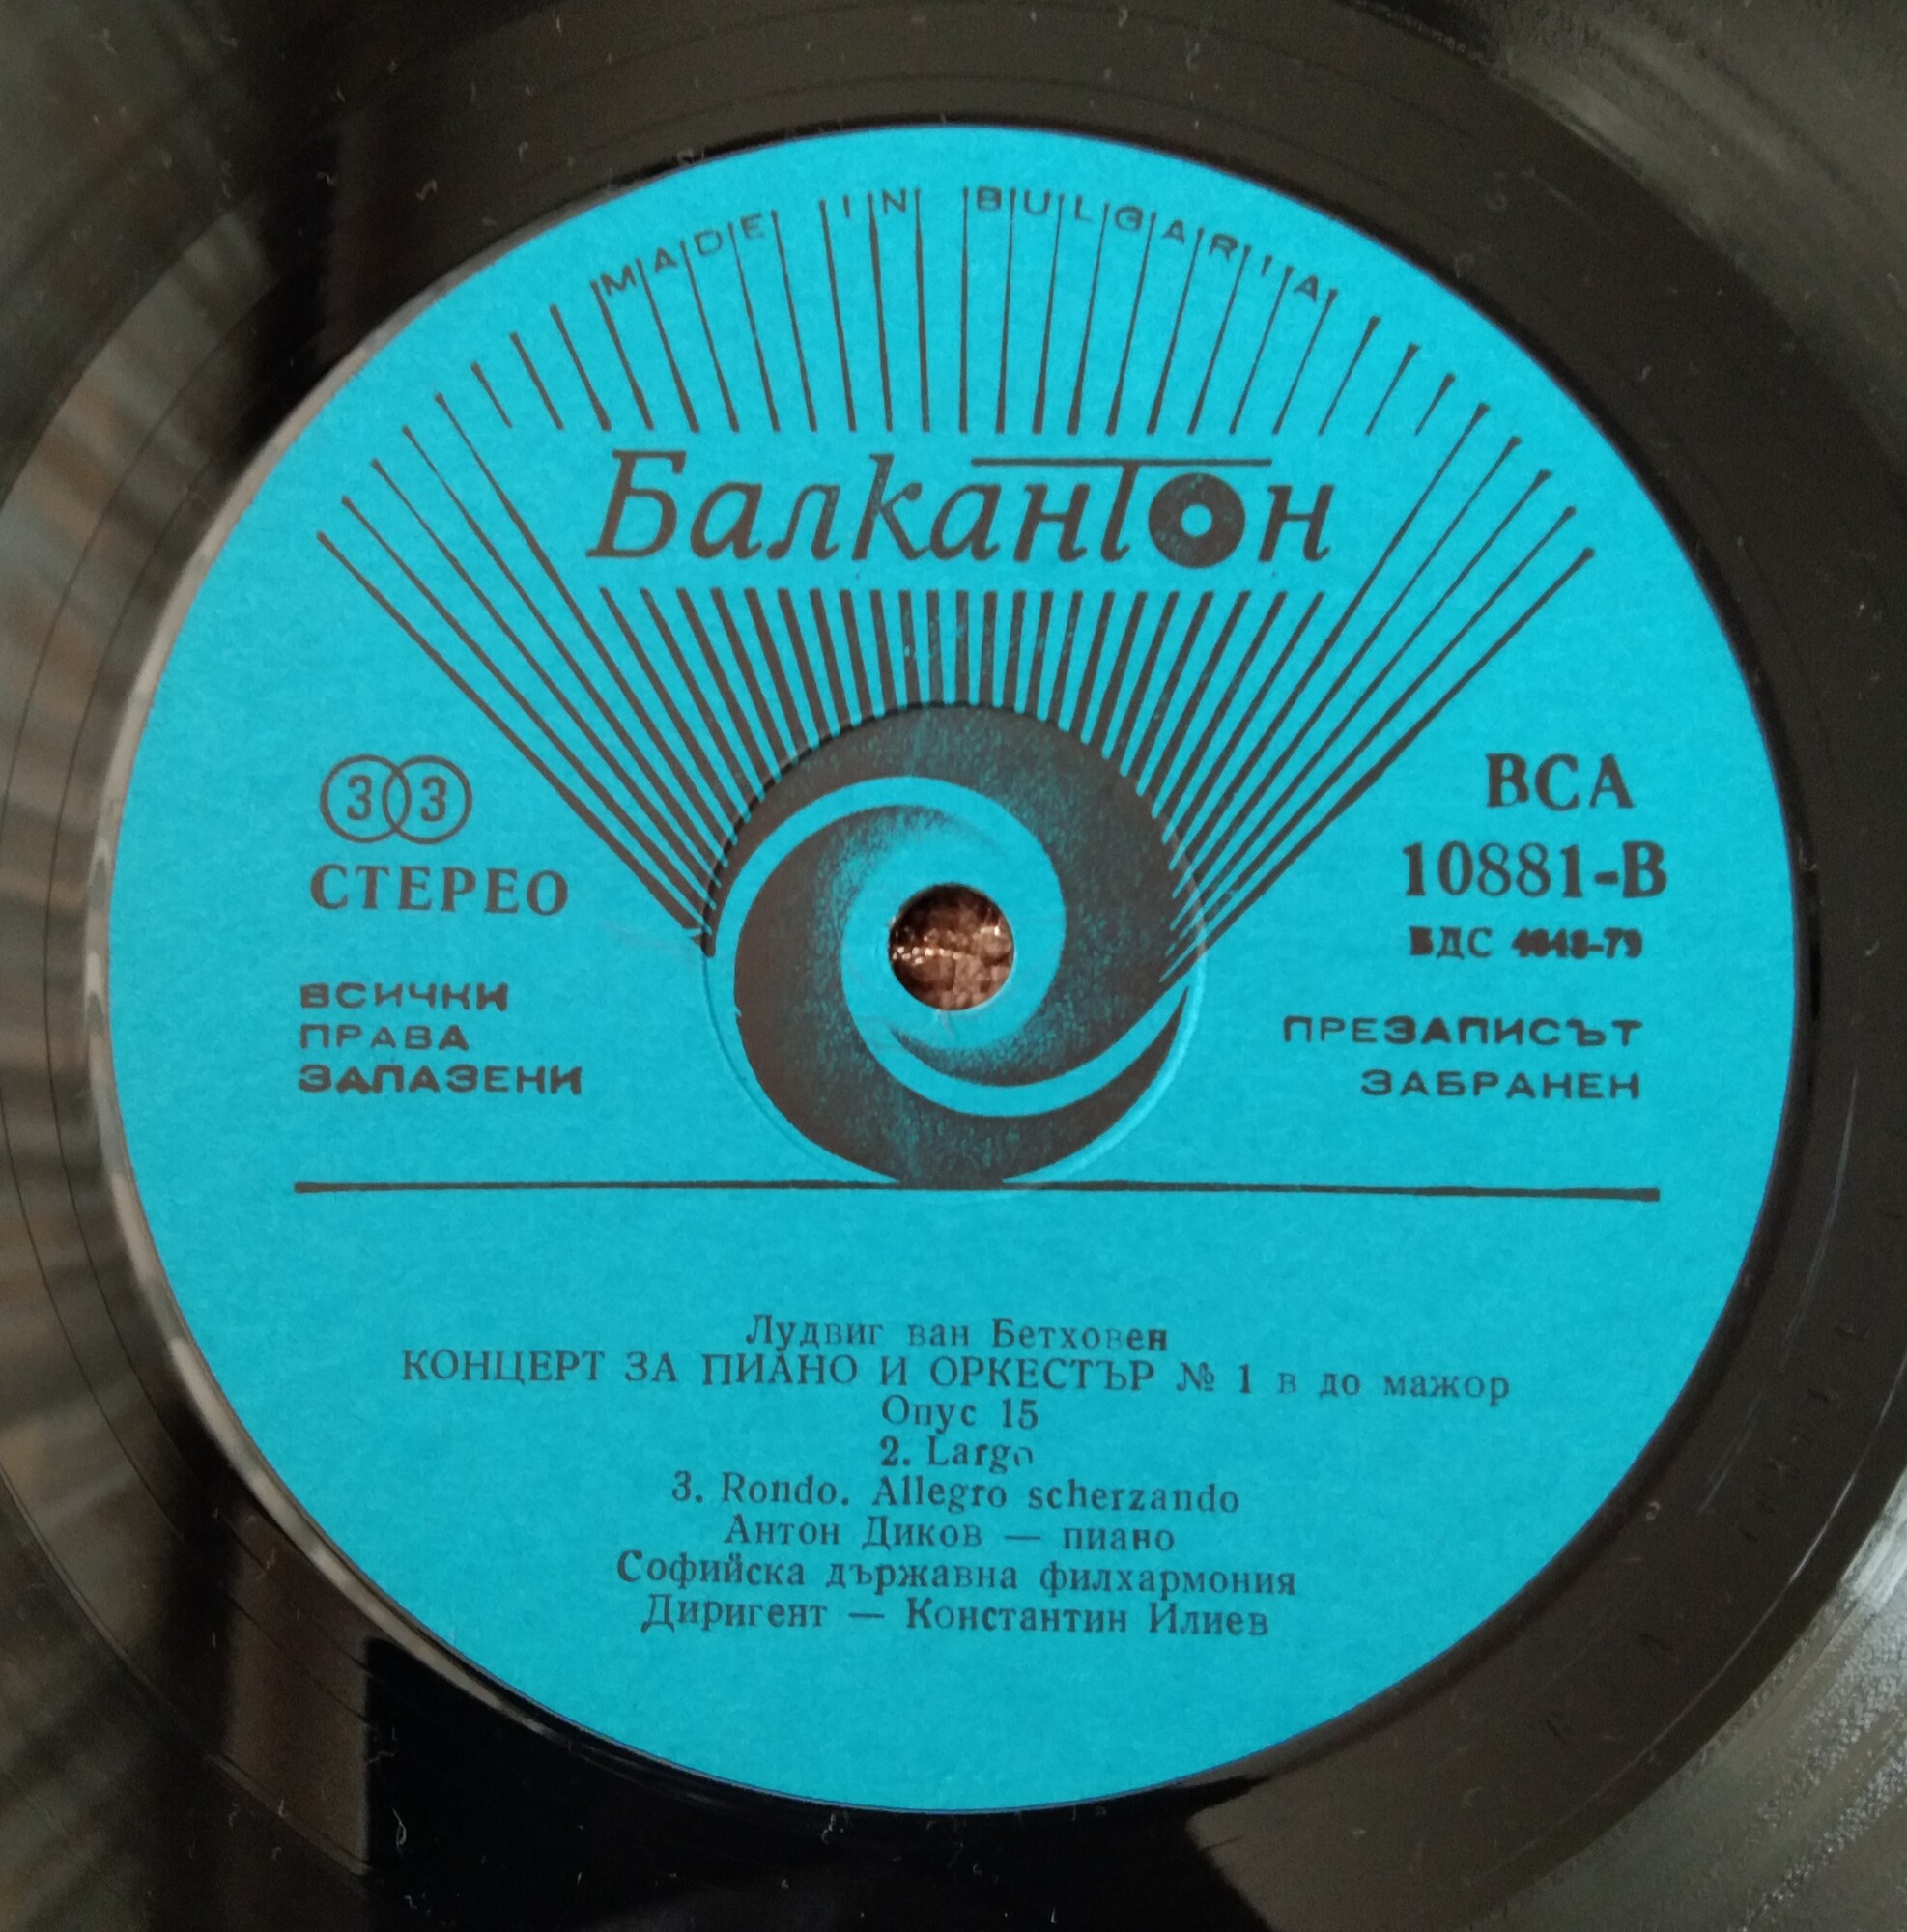 MADE IN BULGARIA
Балкантон
33
СТЕРЕО
ВСИЧКИ
ПРАВА
ЗАПАЗЕНИ
ВСА
10881-В
БДС
ПРЕЗАПИСЪТ
ЗАБРАНЕН
Лудвиг ван Бетховен
КОНЦЕРТ ЗА ПИАНО И ОРКЕСТЪР № 1 в до мажор
Опус 15
2. Largo
3. Rondo. Allegro scherzando
Антон Диков — пиано
Софийска държавна филхармония
Диригент — Константин Илиев